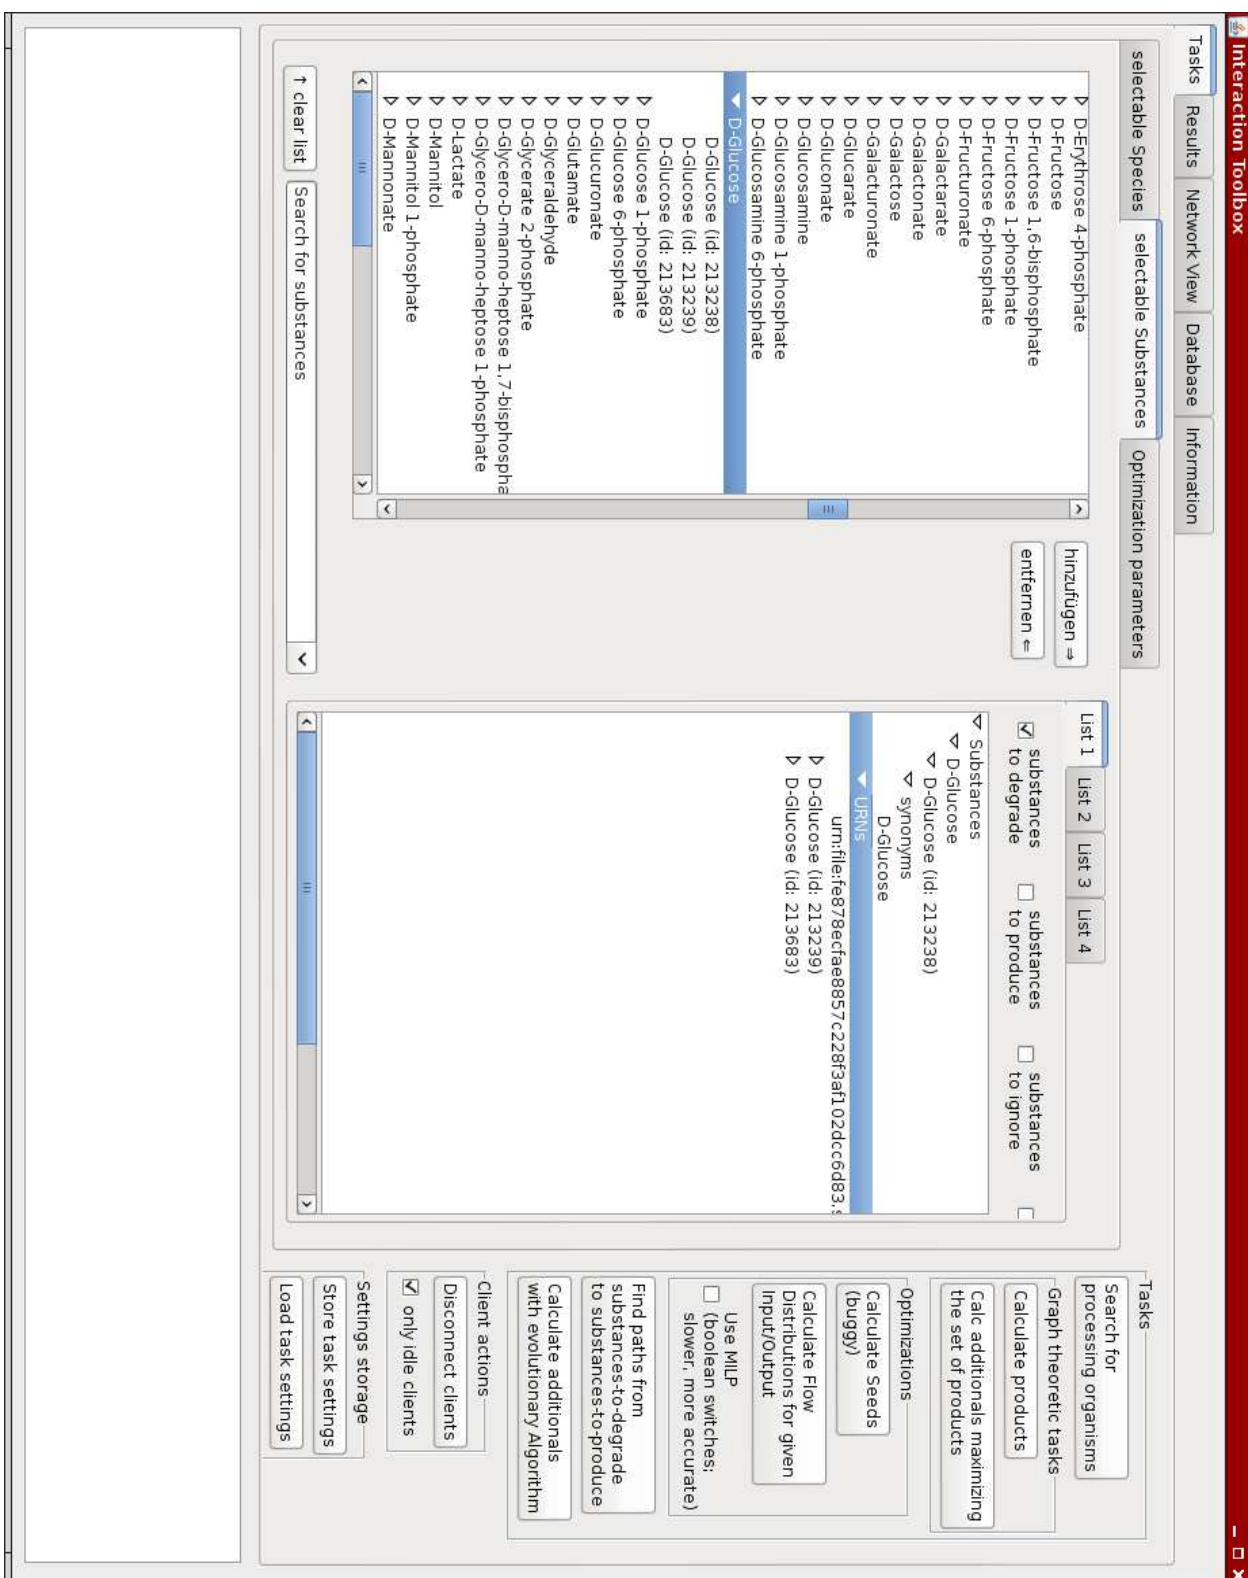 Interaction Toolbox
Tasks
Results
Network View
Database
Information
selectable Species
selectable Substances
Optimization parameters
D-Erythrose 4-phosphate
D-Fructose
D-Fructose 1,6-bisphosphate
D-Fructose 1-phosphate
D-Fructose 6-phosphate
D-Fructuronate
D-Galactarate
D-Galactonate
D-Galactose
D-Galacturonate
D-Glucarate
D-Gluconate
D-Glucosamine
D-Glucosamine 1-phosphate
D-Glucosamine 6-phosphate
D-Glucose
D-Glucose (id: 213238)
D-Glucose (id: 213239)
D-Glucose (id: 213683)
D-Glucose 1-phosphate
D-Glucose 6-phosphate
D-Glucuronate
D-Glutamate
D-Glyceraldehyde
D-Glycerate 2-phosphate
D-Glycero-D-manno-heptose 1,7-bisphospha
D-Glycero-D-manno-heptose 1-phosphate
D-Lactate
D-Mannitol
D-Mannitol 1-phosphate
D-Mannonate
↑ clear list
Search for substances
hinzufügen ⇒
entfernen ⇐
List 1
List 2
List 3
List 4
substances
to degrade
substances
to produce
substances
to ignore
Substances
D-Glucose
D-Glucose (id: 213238)
synonyms
D-Glucose
URNs
urn:file:fe878ecfae8857c228f3af102dcc6d83.s
D-Glucose (id: 213239)
D-Glucose (id: 213683)
Tasks
Search for
processing organisms
Graph theoretic tasks
Calculate products
Calc additionals maximizing
the set of products
Optimizations
Calculate Seeds
(buggy)
Calculate Flow
Distributions for given
Input/Output
Use MILP
(boolean switches;
slower, more accurate)
Find paths from
substances-to-degrade
to substances-to-produce
Calculate additionals
with evolutionary Algorithm
Client actions
Disconnect clients
only idle clients
Settings storage
Store task settings
Load task settings